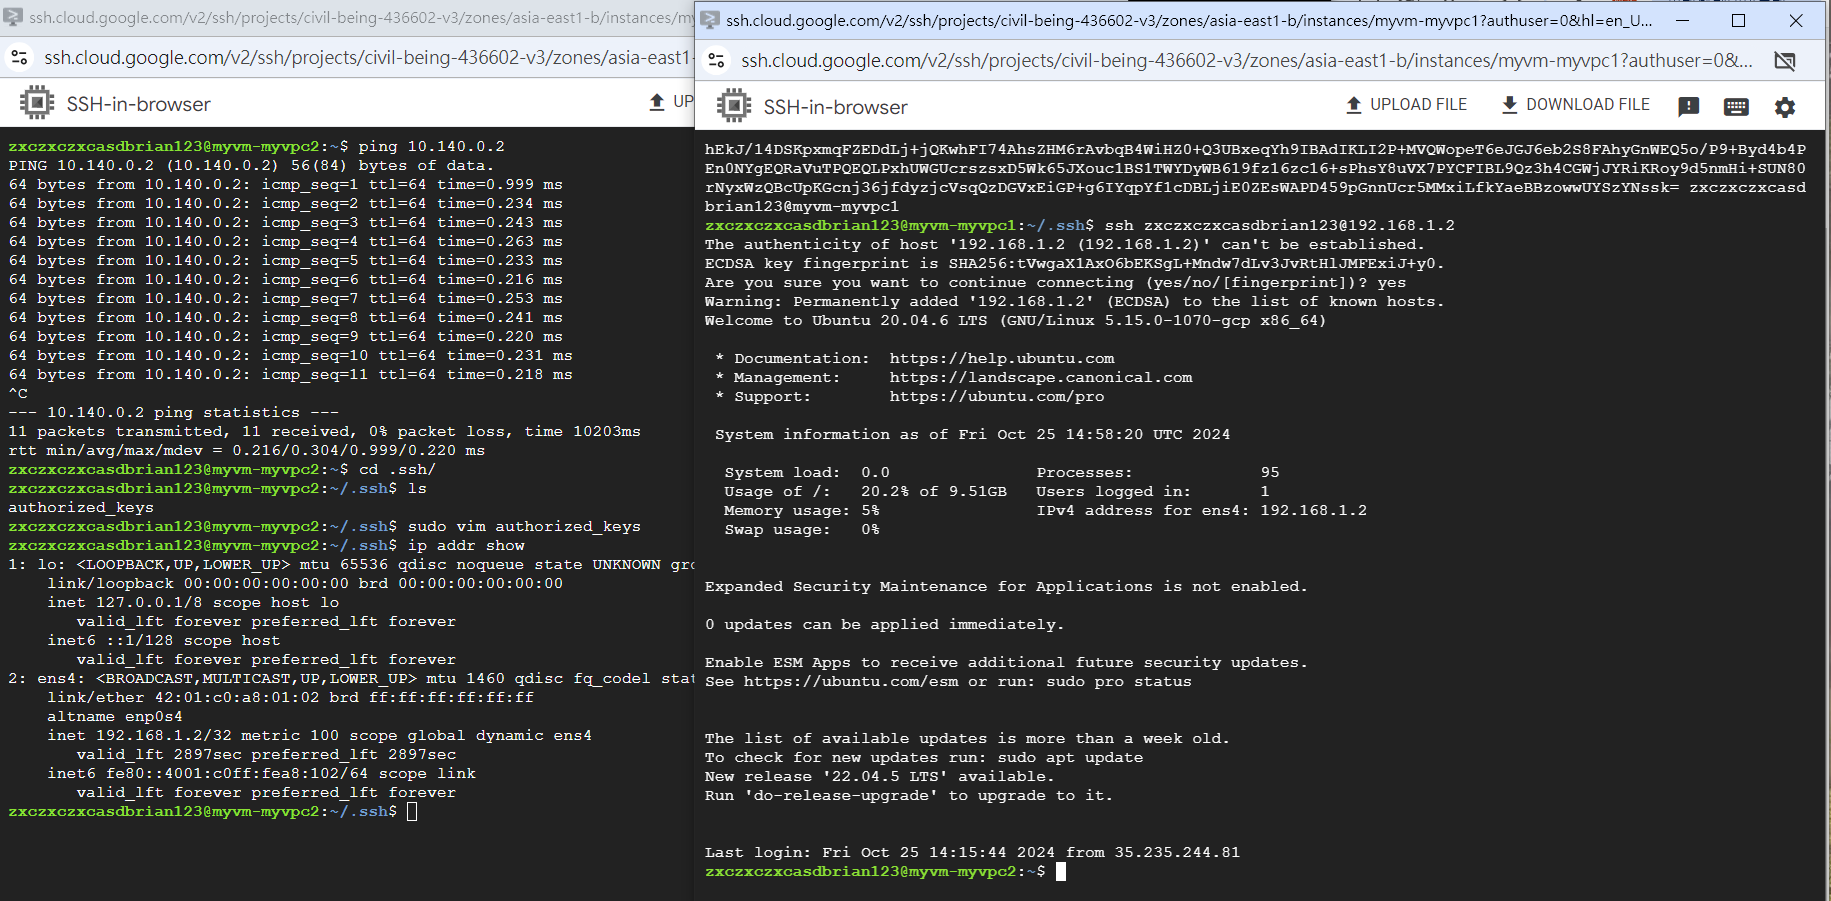 ssh.cloud.google.com/v2/ssh/projects/civil-being-436602-v3/zones/asia-east1-b/instances/my
ssh.cloud.google.com/v2/ssh/projects/civil-being-436602-v3/zones/asia-east1
SSH-in-browser
UP
zxczxczxcasdbrian123@myvm-myvpc2:~$ ping 10.140.0.2
PING 10.140.0.2 (10.140.0.2) 56(84) bytes of data.
64 bytes from 10.140.0.2: icmp_seq=1 ttl=64 time=0.999 ms
64 bytes from 10.140.0.2: icmp_seq=2 ttl=64 time=0.234 ms
64 bytes from 10.140.0.2: icmp_seq=3 ttl=64 time=0.243 ms
64 bytes from 10.140.0.2: icmp_seq=4 ttl=64 time=0.263 ms
64 bytes from 10.140.0.2: icmp_seq=5 ttl=64 time=0.233 ms
64 bytes from 10.140.0.2: icmp_seq=6 ttl=64 time=0.216 ms
64 bytes from 10.140.0.2: icmp_seq=7 ttl=64 time=0.253 ms
64 bytes from 10.140.0.2: icmp_seq=8 ttl=64 time=0.241 ms
64 bytes from 10.140.0.2: icmp_seq=9 ttl=64 time=0.220 ms
64 bytes from 10.140.0.2: icmp_seq=10 ttl=64 time=0.231 ms
64 bytes from 10.140.0.2: icmp_seq=11 ttl=64 time=0.218 ms
^C
--- 10.140.0.2 ping statistics ---
11 packets transmitted, 11 received, 0% packet loss, time 10203ms
rtt min/avg/max/mdev = 0.216/0.304/0.999/0.220 ms
zxczxczxcasdbrian123@myvm-myvpc2:~$ cd .ssh/
zxczxczxcasdbrian123@myvm-myvpc2:~/.ssh$ ls
authorized_keys
zxczxczxcasdbrian123@myvm-myvpc2:~/.ssh$ sudo vim authorized_keys
zxczxczxcasdbrian123@myvm-myvpc2:~/.ssh$ ip addr show
1: lo: <LOOPBACK,UP,LOWER_UP> mtu 65536 qdisc noqueue state UNKNOWN gro
link/loopback 00:00:00:00:00:00 brd 00:00:00:00:00:00
inet 127.0.0.1/8 scope host lo
valid_lft forever preferred_lft forever
inet6 ::1/128 scope host
valid_lft forever preferred_lft forever
2: ens4: <BROADCAST,MULTICAST,UP,LOWER_UP> mtu 1460 qdisc fq_codel stat
link/ether 42:01:c0:a8:01:02 brd ff:ff:ff:ff:ff:ff
altname enp0s4
inet 192.168.1.2/32 metric 100 scope global dynamic ens4
valid_lft 2897sec preferred_lft 2897sec
inet6 fe80::4001:c0ff:fea8:102/64 scope link
valid_lft forever preferred_lft forever
zxczxczxcasdbrian123@myvm-myvpc2:~/.ssh$
ssh.cloud.google.com/v2/ssh/projects/civil-being-436602-v3/zones/asia-east1-b/instances/myvm-myvpc1?authuser=0&hl=en_U...
ssh.cloud.google.com/v2/ssh/projects/civil-being-436602-v3/zones/asia-east1-b/instances/myvm-myvpc1?authuser=0&...
SSH-in-browser
UPLOAD FILE
DOWNLOAD FILE
hEkJ/14DSKpxmqFZEDdLj+jQKwhFI74AhsZHM6rAvbqB4WiHZ0+Q3UBxeqYh9IBAdIKLI2P+MVQWopeT6eJGJ6eb2S8FAhyGnWEQ5o/P9+Byd4b4P
En0NYgEQRaVuTPQEQLPxhUWGUcrszsxD5Wk65JXouc1BS1TWYDyWB619fz16zc16+sPhsY8uVX7PYCFIBL9Qz3h4CGWjJYRiKRoy9d5nmHi+SUN80
rNyxWzQBcUpKGcnj36jfdyzjcVsqQzDGVxEiGP+g6IYqpYf1cDBLjiE0ZEsWAPD459pGnnUcr5MMxiLfkYaeBBzowwUYSzYNssk= zxczxczxcasd
brian123@myvm-myvpc1
zxczxczxcasdbrian123@myvm-myvpc1:~/.ssh$ ssh zxczxczxcasdbrian123@192.168.1.2
The authenticity of host '192.168.1.2 (192.168.1.2)' can't be established.
ECDSA key fingerprint is SHA256:tVwgaX1AxO6bEKSgL+Mndw7dLv3JvRtHlJMFExiJ+y0.
Are you sure you want to continue connecting (yes/no/[fingerprint])? yes
Warning: Permanently added '192.168.1.2' (ECDSA) to the list of known hosts.
Welcome to Ubuntu 20.04.6 LTS (GNU/Linux 5.15.0-1070-gcp x86_64)
* Documentation: https://help.ubuntu.com
* Management: https://landscape.canonical.com
* Support: https://ubuntu.com/pro
System information as of Fri Oct 25 14:58:20 UTC 2024
System load: 0.0 Processes: 95
Usage of /: 20.2% of 9.51GB Users logged in: 1
Memory usage: 5% IPv4 address for ens4: 192.168.1.2
Swap usage: 0%
Expanded Security Maintenance for Applications is not enabled.
0 updates can be applied immediately.
Enable ESM Apps to receive additional future security updates.
See https://ubuntu.com/esm or run: sudo pro status
The list of available updates is more than a week old.
To check for new updates run: sudo apt update
New release '22.04.5 LTS' available.
Run 'do-release-upgrade' to upgrade to it.
Last login: Fri Oct 25 14:15:44 2024 from 35.235.244.81
zxczxczxcasdbrian123@myvm-myvpc2:~$